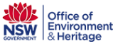 NSW
GOVERNMENT
Office of
Environment
& Heritage